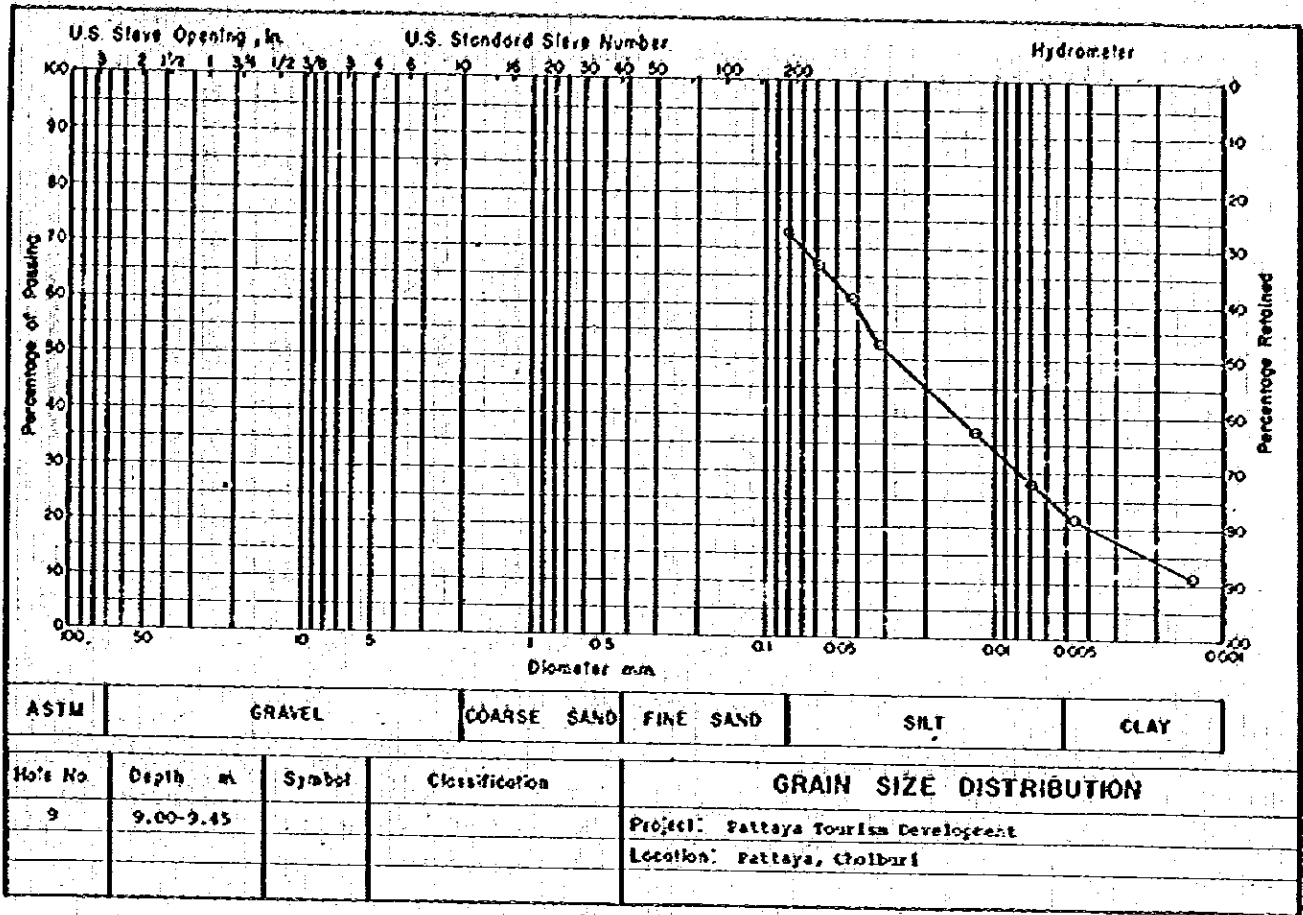 U.S. Sieve Opening, In. U.S. Standard Sieve Number Hydrometer
3 2 1½ 1 3/4 1/2 3/8 3 4 6 10 16 20 30 40 50 100 200
100 0
90 10
80 20
70 30
60 40
50 50
40 60
30 70
20 80
10 90
0 100
Percentage of Passing
Percentage Retained
100 50 10 5 1 0.5 0.1 0.05 0.01 0.005 0.001
Diameter mm.
ASTM GRAVEL COARSE SAND FINE SAND SILT CLAY
Hole No. Depth m. Symbol Classification GRAIN SIZE DISTRIBUTION
9 9.00-9.45 Project: Pattaya Tourism Development
Location: Pattaya, Cholburi